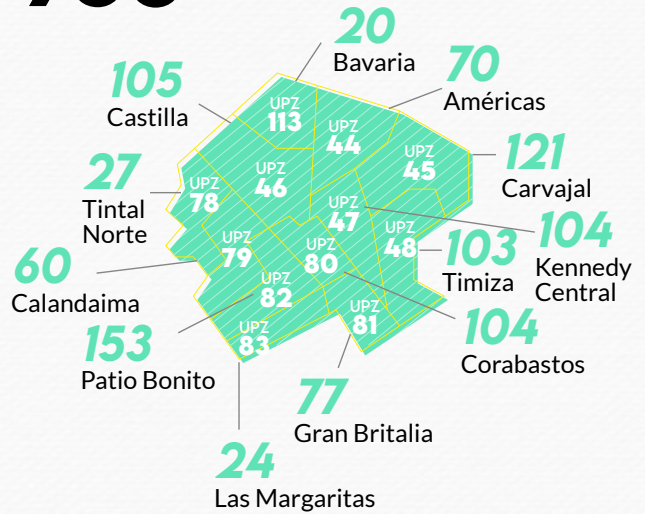 20
Bavaria
70
Américas
105
Castilla
UPZ
113
UPZ
44
UPZ
45
121
Carvajal
27
Tintal
Norte
UPZ
78
UPZ
46
UPZ
47
UPZ
48
104
Kennedy
Central
103
Timiza
60
Calandaima
UPZ
79
UPZ
80
UPZ
82
UPZ
81
UPZ
83
153
Patio Bonito
104
Corabastos
77
Gran Britalia
24
Las Margaritas